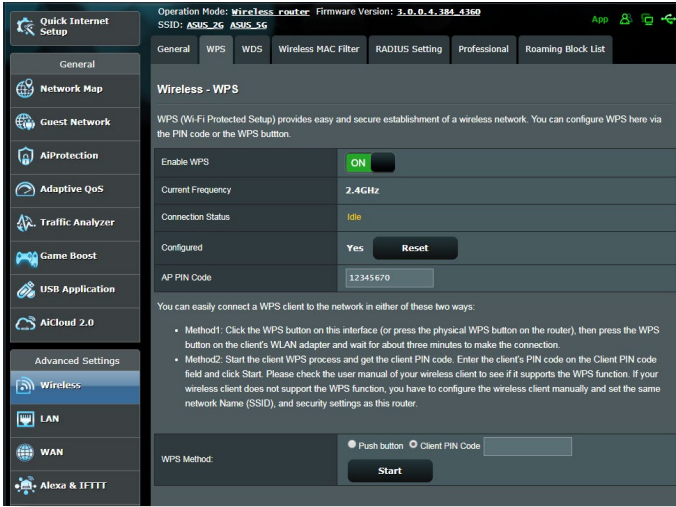 Quick Internet
Setup
General
Network Map
Guest Network
AiProtection
Adaptive QoS
Traffic Analyzer
Game Boost
USB Application
AiCloud 2.0
Advanced Settings
Wireless
LAN
WAN
Alexa & IFTTT
Operation Mode: Wireless router Firmware Version: 3.0.0.4.384_4360
SSID: ASUS_2G ASUS_5G
App
General WPS WDS Wireless MAC Filter RADIUS Setting Professional Roaming Block List
Wireless - WPS
WPS (Wi-Fi Protected Setup) provides easy and secure establishment of a wireless network. You can configure WPS here via
the PIN code or the WPS buttton.
Enable WPS ON
Current Frequency 2.4GHz
Connection Status Idle
Configured Yes Reset
AP PIN Code 12345670
You can easily connect a WPS client to the network in either of these two ways:
• Method1: Click the WPS button on this interface (or press the physical WPS button on the router), then press the WPS
button on the client's WLAN adapter and wait for about three minutes to make the connection.
• Method2: Start the client WPS process and get the client PIN code. Enter the client's PIN code on the Client PIN code
field and click Start. Please check the user manual of your wireless client to see if it supports the WPS function. If your
wireless client does not support the WPS function, you have to configure the wireless client manually and set the same
network Name (SSID), and security settings as this router.
WPS Method: Push button Client PIN Code
Start